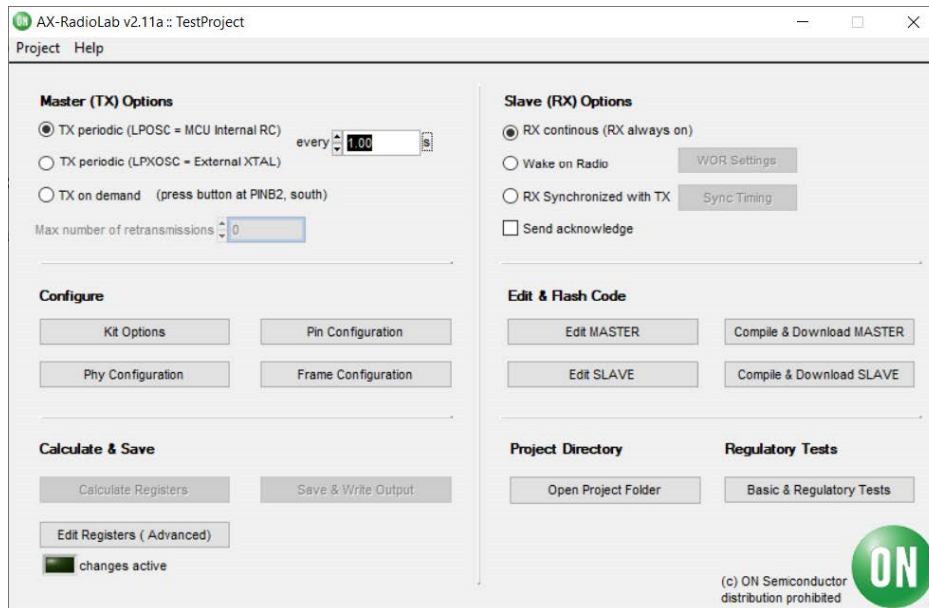 AX-RadioLab v2.11a :: TestProject
Project Help
Master (TX) Options
TX periodic (LPOSC = MCU Internal RC)
every 1.00 s
TX periodic (LPXOSC = External XTAL)
TX on demand (press button at PINB2, south)
Max number of retransmissions 0
Slave (RX) Options
RX continous (RX always on)
Wake on Radio WOR Settings
RX Synchronized with TX Sync Timing
Send acknowledge
Configure
Kit Options Pin Configuration
Phy Configuration Frame Configuration
Edit & Flash Code
Edit MASTER Compile & Download MASTER
Edit SLAVE Compile & Download SLAVE
Calculate & Save
Calculate Registers Save & Write Output
Edit Registers ( Advanced)
changes active
Project Directory
Open Project Folder
Regulatory Tests
Basic & Regulatory Tests
(c) ON Semiconductor
distribution prohibited
ON